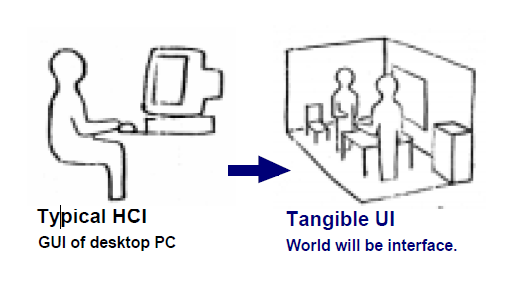 Typical HCI
GUI of desktop PC
Tangible UI
World will be interface.